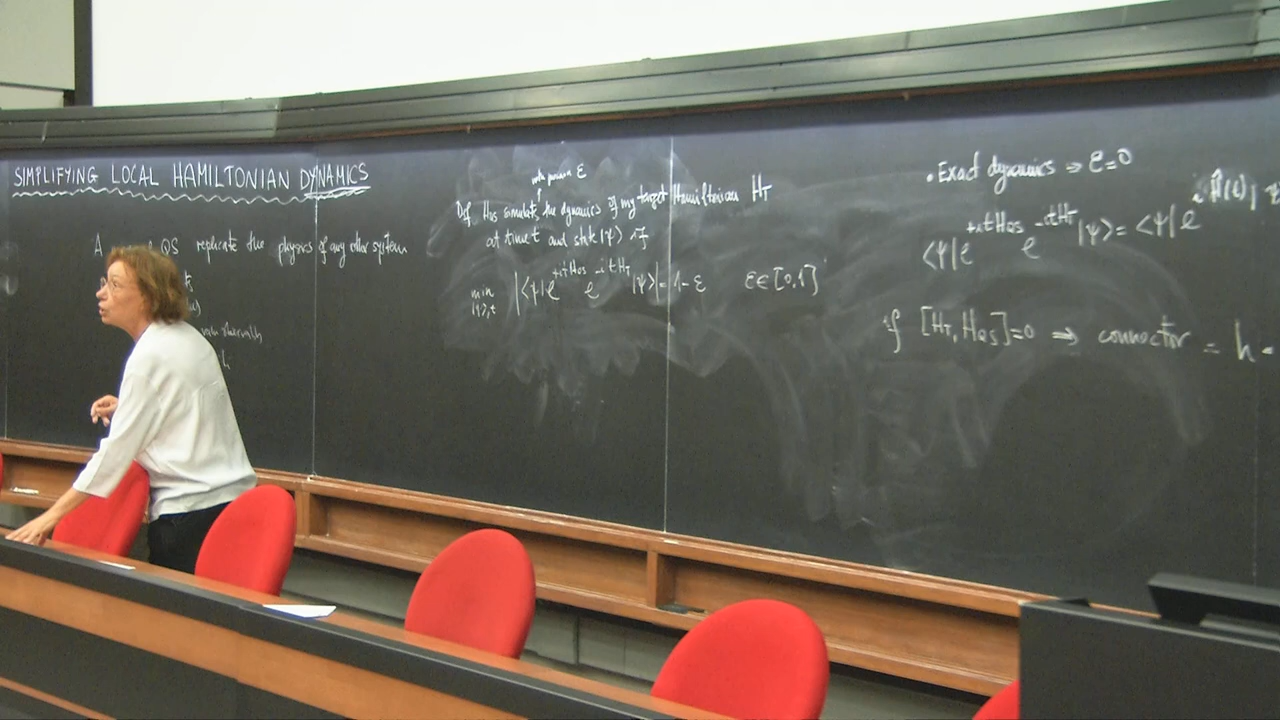 SIMPLIFYING LOCAL HAMILTONIAN DYNAMICS
A QS replicate the physics of any other system
with precision ε
Def. HQS simulate the dynamics of my target Hamiltonian HT
at time t and state |ψ⟩ if
min |ψ⟩,t |⟨ψ|e^{+itHQS} e^{-itHT}|ψ⟩| = 1-ε ε∈[0,1]
. Exact dynamics ⇒ ε=0
⟨ψ|e^{+itHQS} e^{-itHT}|ψ⟩ = ⟨ψ|e^{i Ĥ(t)}
if [HT, HQS]=0 ⇒ connector = h -